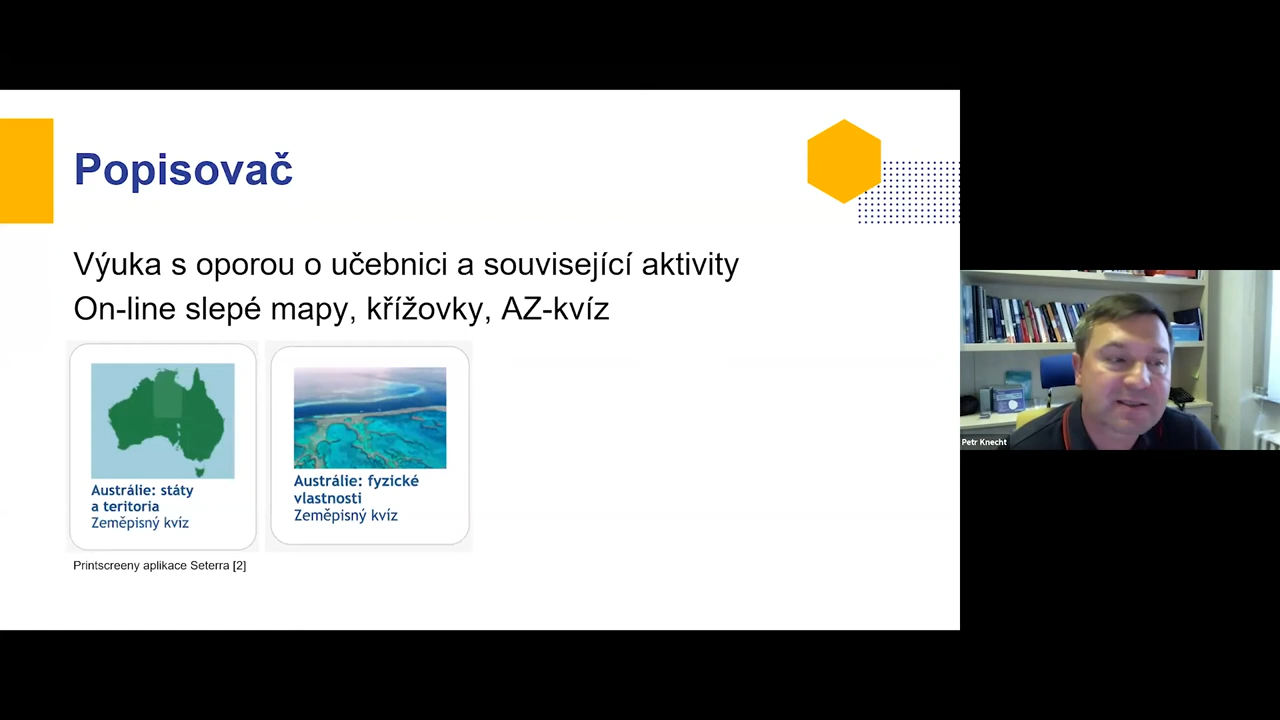 Popisovač
Výuka s oporou o učebnici a související aktivity
On-line slepé mapy, křížovky, AZ-kvíz
Austrálie: státy
a teritoria
Zeměpisný kvíz
Austrálie: fyzické
vlastnosti
Zeměpisný kvíz
Printscreeny aplikace Seterra [2]
Petr Knecht